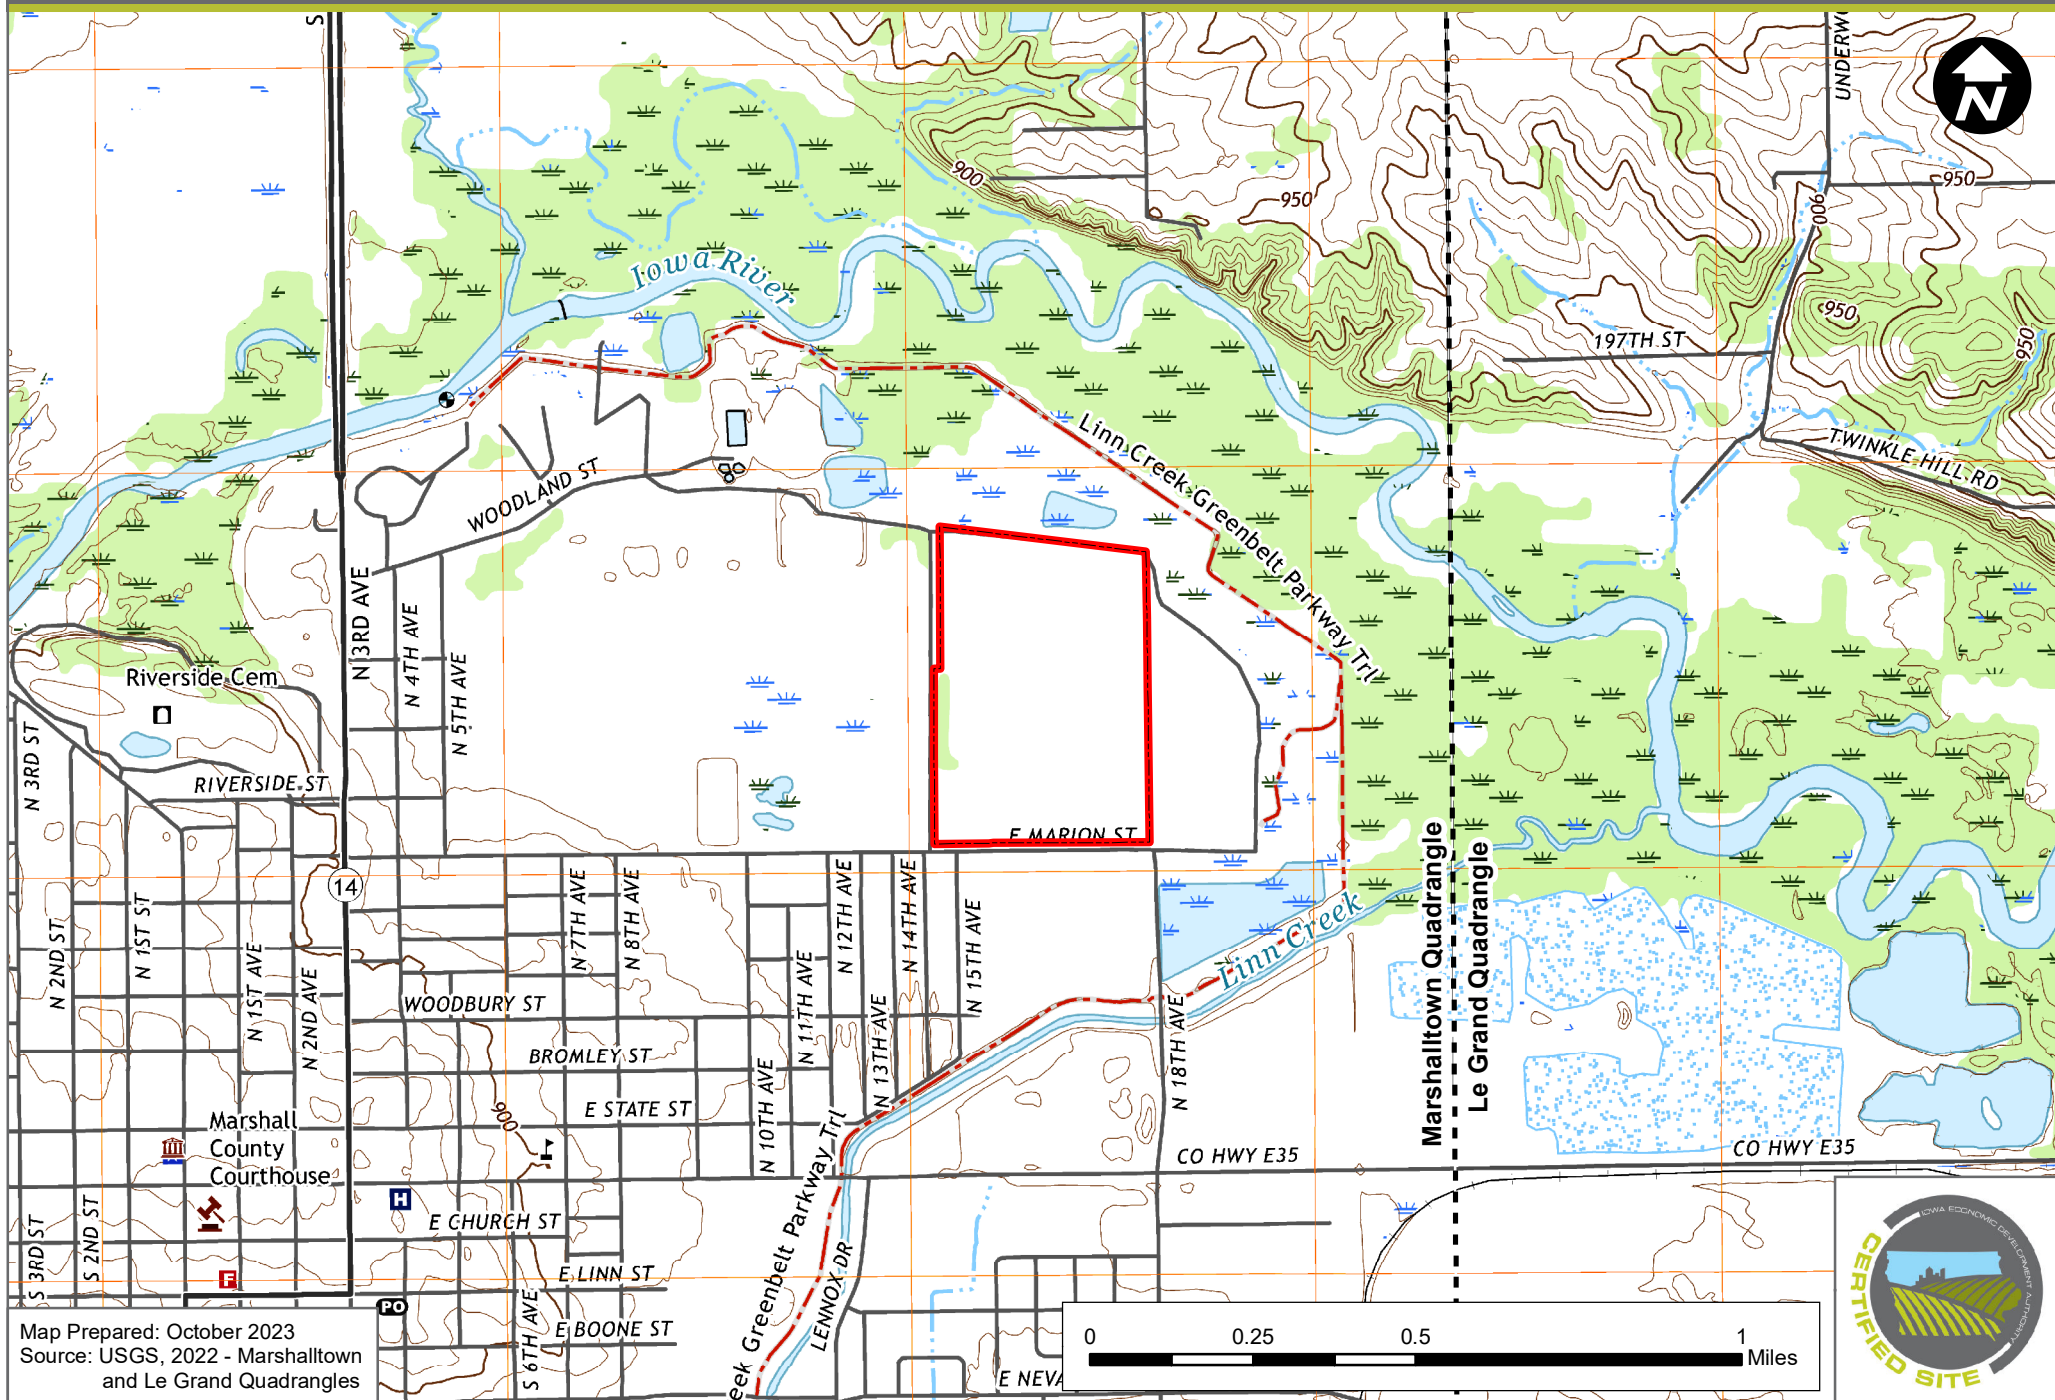 S
UNDERW
N
900
950
950
900
Iowa River
950
950
197TH ST
Linn Creek Greenbelt Parkway Trl
TWINKLE HILL RD
WOODLAND ST
N 3RD AVE
N 4TH AVE
N 5TH AVE
Riverside Cem
N 3RD ST
RIVERSIDE ST
E MARION ST
14
N 2ND ST
N 1ST ST
N 1ST AVE
N 2ND AVE
N 7TH AVE
N 8TH AVE
N 12TH AVE
N 14TH AVE
N 15TH AVE
N 11TH AVE
N 13TH AVE
N 10TH AVE
N 18TH AVE
Linn Creek
Marshalltown Quadrangle
Le Grand Quadrangle
WOODBURY ST
BROMLEY ST
E STATE ST
900
Marshall
County
Courthouse
H
F
PO
CO HWY E35
CO HWY E35
S 3RD ST
S 2ND ST
E CHURCH ST
E LINN ST
E BOONE ST
S 6TH AVE
eek Greenbelt Parkway Trl
LENNOX DR
E NEVA
0 0.25 0.5 1
Miles
Map Prepared: October 2023
Source: USGS, 2022 - Marshalltown
and Le Grand Quadrangles
IOWA ECONOMIC DEVELOPMENT AUTHORITY
CERTIFIED SITE